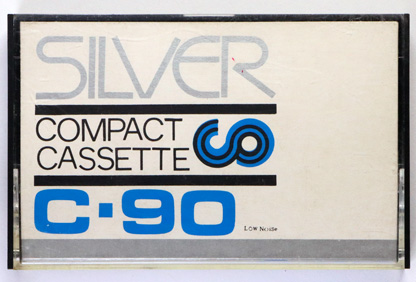 SILVER
COMPACT
CASSETTE
C·90
Low Noise